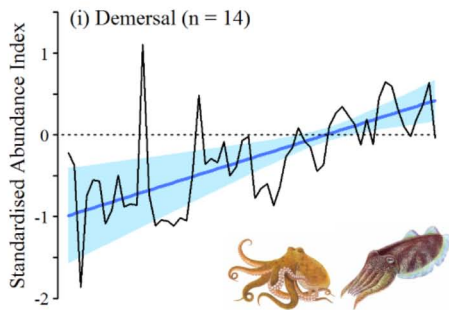 (i) Demersal (n = 14)
Standardised Abundance Index
1
0
-1
-2